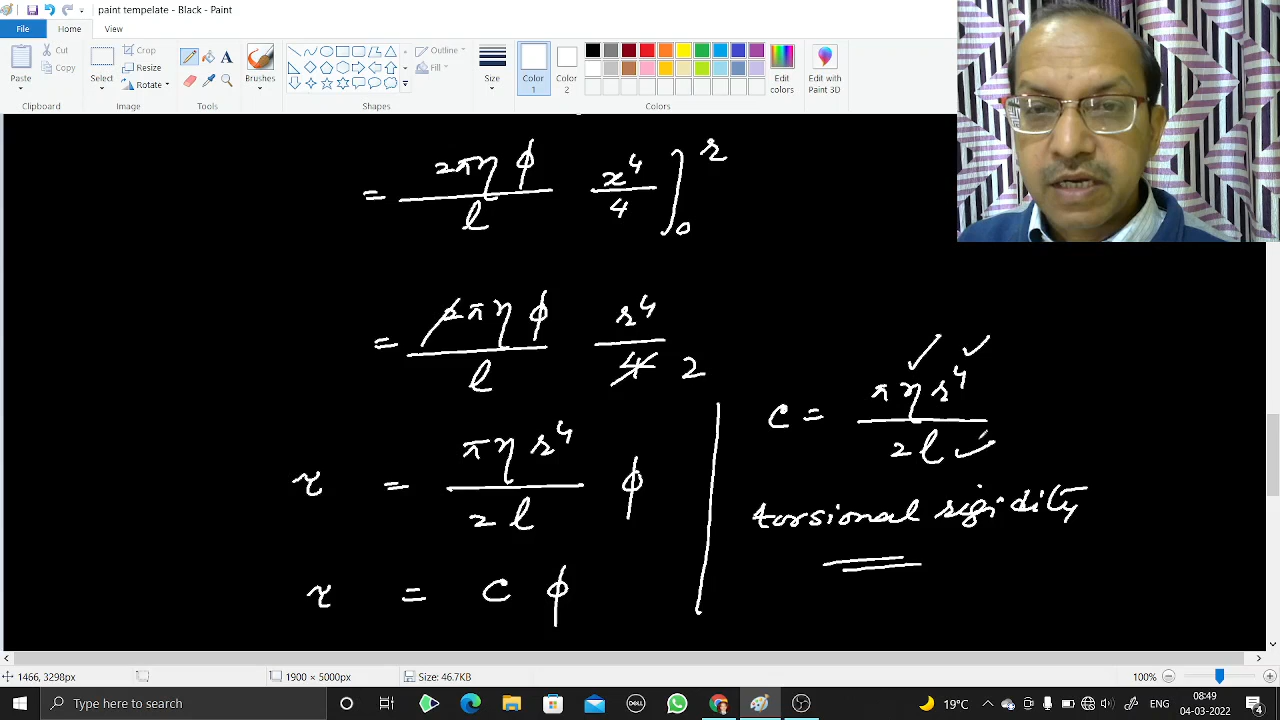 paint template - Black - Paint
File Home View
Paste Cut Copy Clipboard
Select Crop Resize Rotate Image
Tools
Brushes
Outline Fill Shapes
Size
Color 1 Color 2 Colors
Edit colors
Edit with Paint 3D
= 2πηφ/l x⁴/4 ]₀ʳ
= 2πηφ/l r⁴/4 2
τ = πηr⁴/2l φ
τ = c φ
c = πηr⁴/2l
torsional rigidity
1466, 3298px 1900 × 5000px Size: 46.7KB 100%
Type here to search 19°C ENG 08:49
04-03-2022